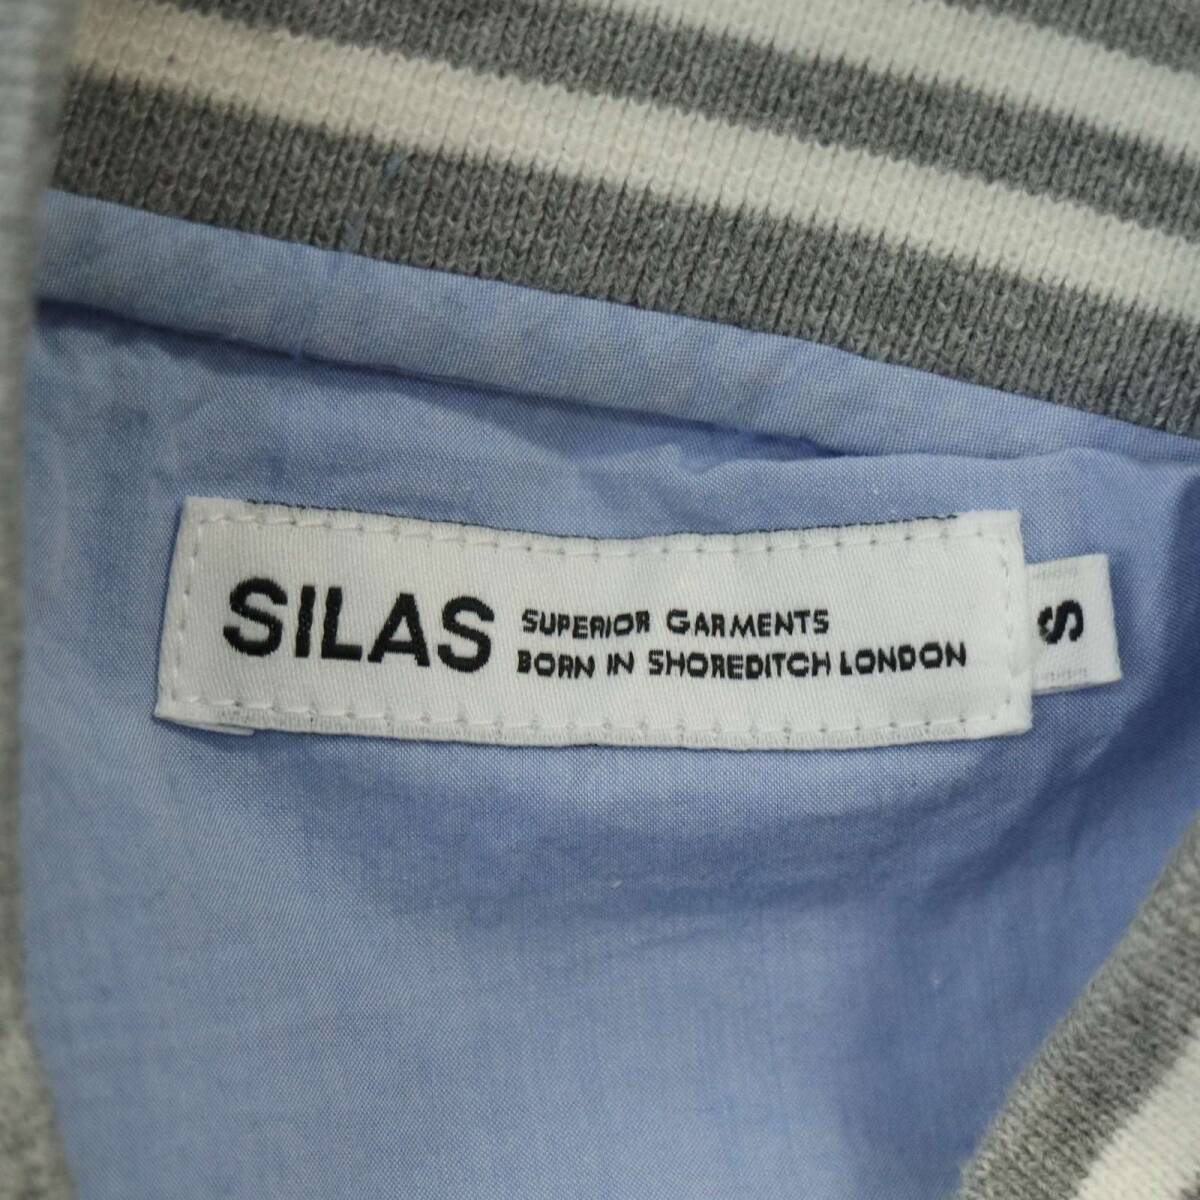 SILAS
SUPERIOR GARMENTS
BORN IN SHOREDITCH LONDON
S